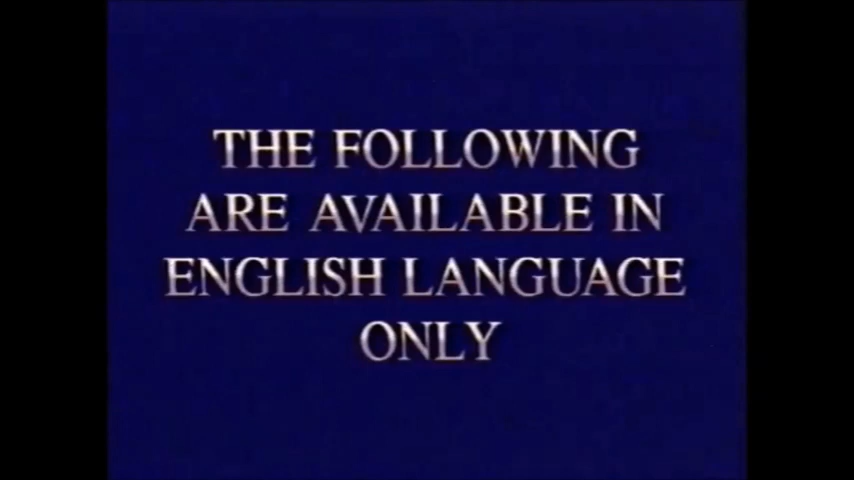 THE FOLLOWING
ARE AVAILABLE IN
ENGLISH LANGUAGE
ONLY